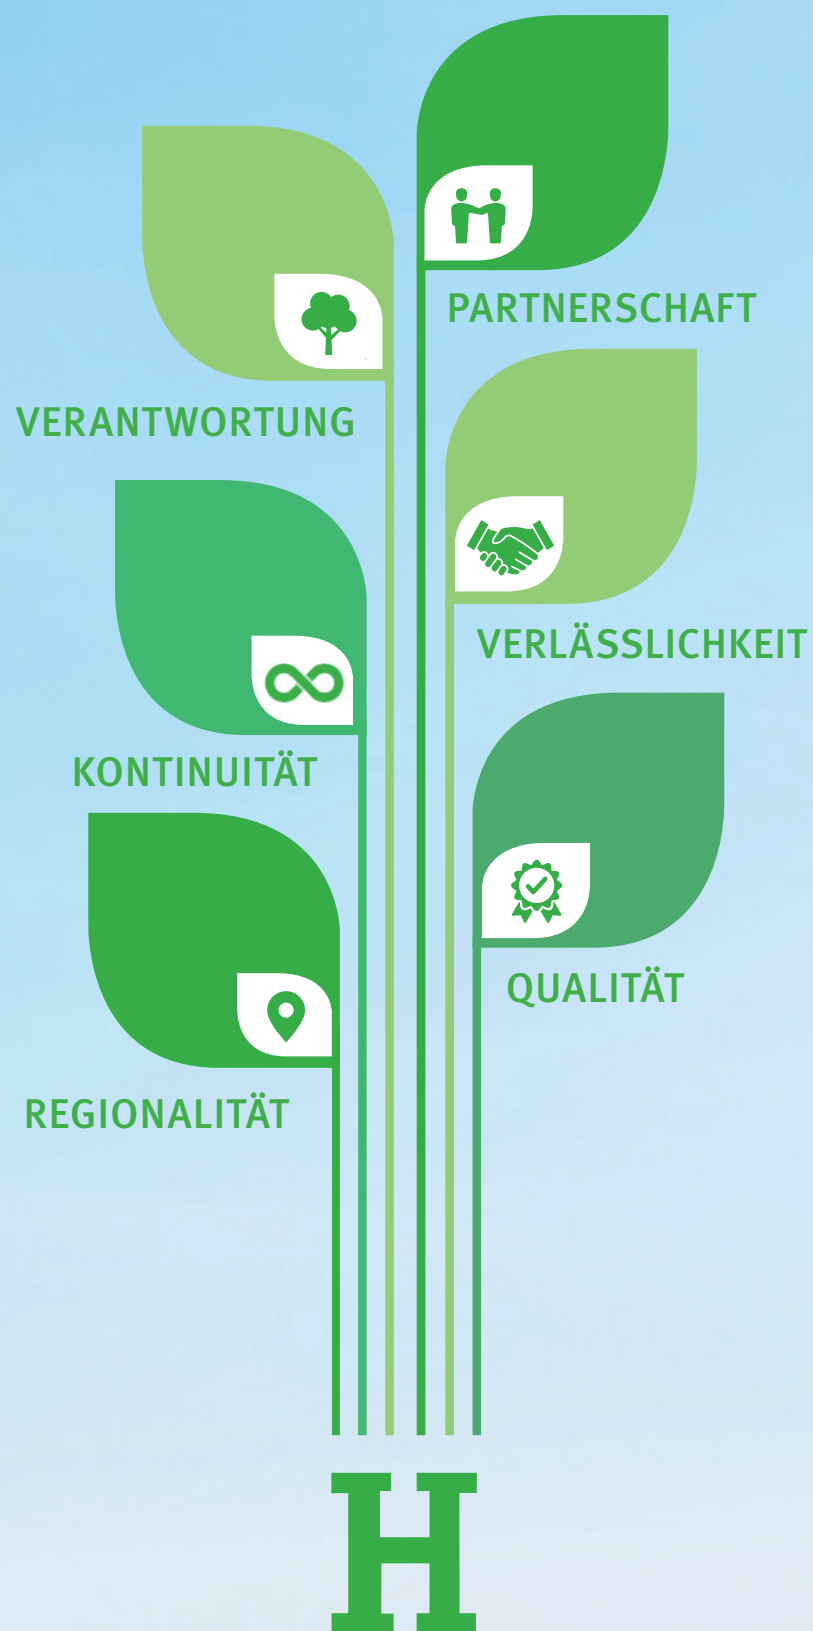 PARTNERSCHAFT
VERANTWORTUNG
VERLÄSSLICHKEIT
KONTINUITÄT
QUALITÄT
REGIONALITÄT
H